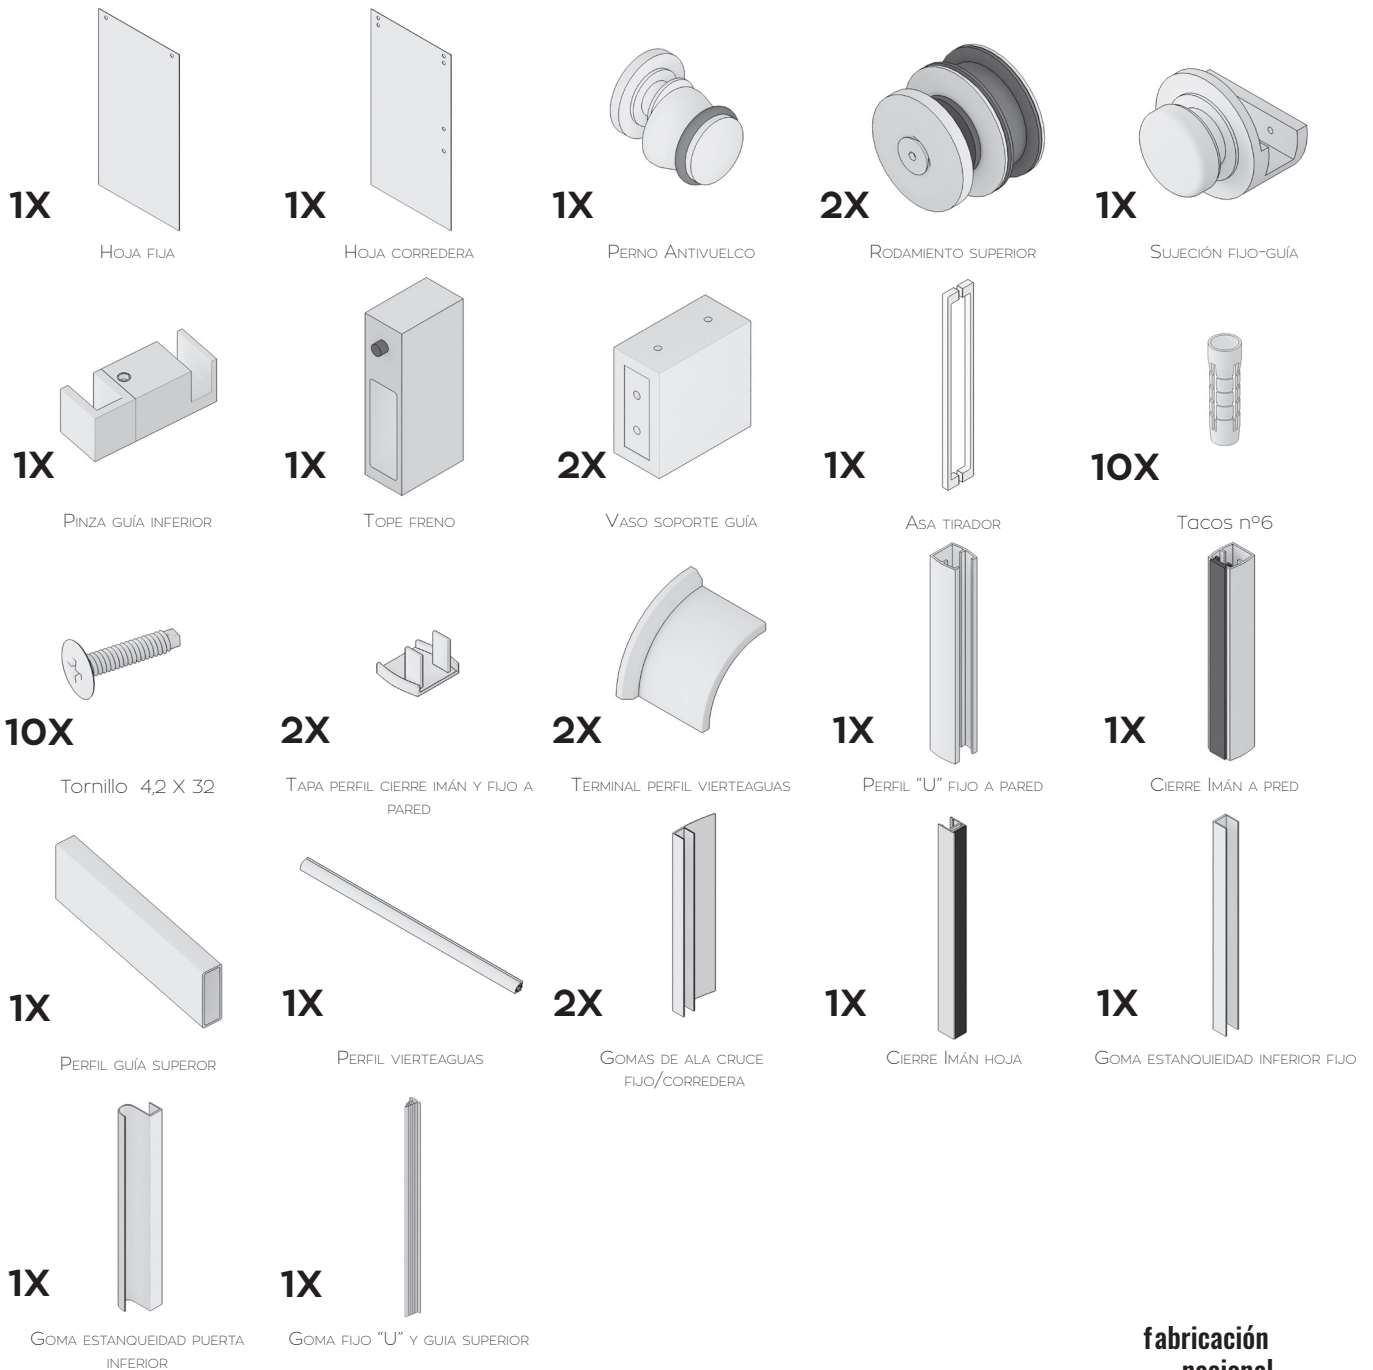 1X
1X
1X
2X
1X
Hoja fija
Hoja corredera
Perno Antivuelco
Rodamiento superior
Sujeción fijo-guía
1X
1X
2X
1X
10X
Pinza guía inferior
Tope freno
Vaso soporte guía
Asa tirador
Tacos nº6
10X
2X
2X
1X
1X
Tornillo 4,2 X 32
Tapa perfil cierre imán y fijo a
pared
Terminal perfil vierteaguas
Perfil “U” fijo a pared
Cierre Imán a pred
1X
1X
2X
1X
1X
Perfil guía superor
Perfil vierteaguas
Gomas de ala cruce
fijo/corredera
Cierre Imán hoja
Goma estanquieidad inferior fijo
1X
1X
Goma estanqueidad puerta
inferior
Goma fijo “U” y guia superior
fabricación
nacional